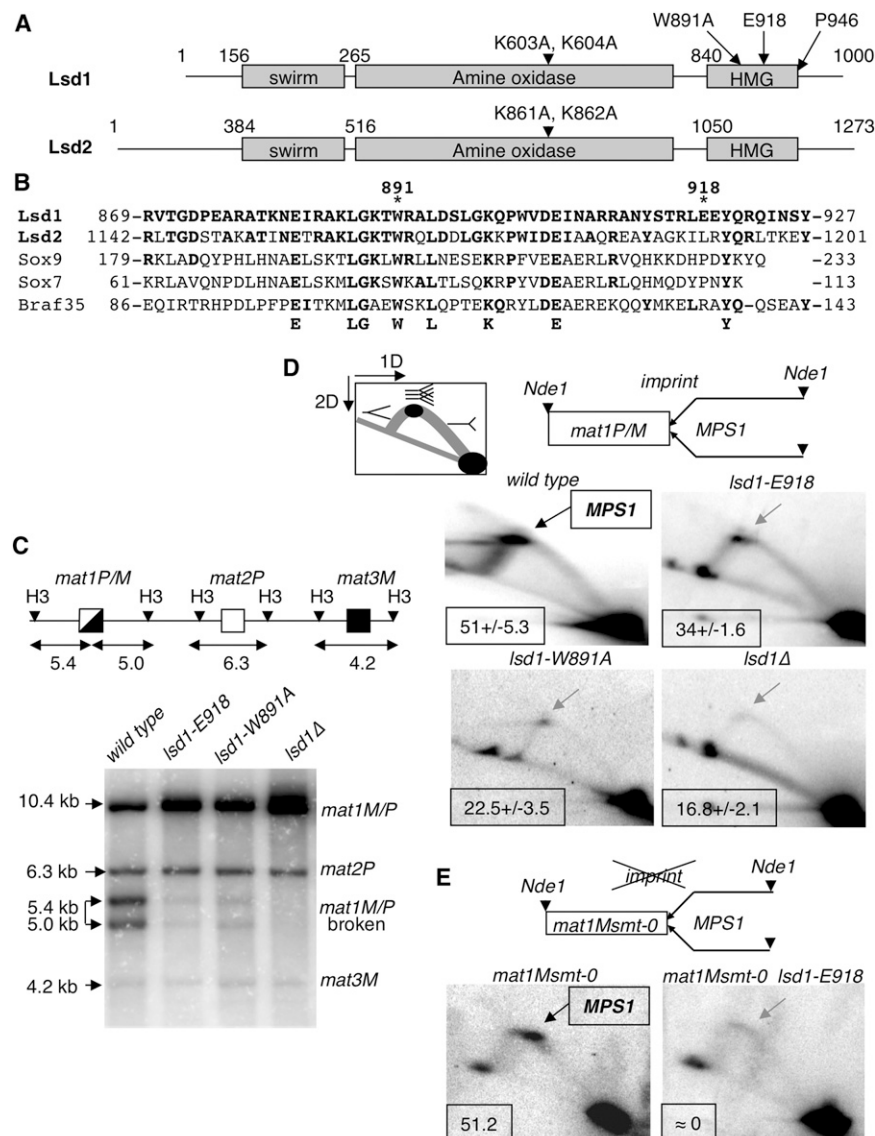 A
W891A E918 P946
1 156 265 K603A, K604A 840 1000
Lsd1 swirm Amine oxidase HMG
1 384 516 K861A, K862A 1050 1273
Lsd2 swirm Amine oxidase HMG
B
891 918
* *
Lsd1 869-RVTGDPEARATKNEIRAKLGKTWRALDSLGKQPWVDEINARRANYSTRLEEYQRQINSY-927
Lsd2 1142-RLTGDSTAKATINETRAKLGKTWRQLDDLGKQPWIDEIAAQREAYAGKILRYQRLTKEY-1201
Sox9 179-RKLADQYPHLHNAELSKTLGKLWRLLNESEKRPFVEEAERLRVQHKKDHPDYKYQ -233
Sox7 61-KRLAVQNPDLHNAELSKMLGKSWKALTLSQKRPYVDEAERLRLQHMQDYPNYK -113
Braf35 86-EQIRTRHPDLPFPEITKMLGAEWSKLQPTEKQRYLDEAEREKQQYMKELRAYQ-QSEAY-143
E LG W L K E Y
C
mat1P/M mat2P mat3M
H3 H3 H3 H3 H3
5.4 5.0 6.3 4.2
wild type lsd1-E918 lsd1-W891A lsd1Δ
10.4 kb mat1M/P
6.3 kb mat2P
5.4 kb mat1M/P
5.0 kb broken
4.2 kb mat3M
D
1D
2D
Nde1 imprint Nde1
mat1P/M MPS1
wild type lsd1-E918
MPS1
51+/-5.3 34+/-1.6
lsd1-W891A lsd1Δ
22.5+/-3.5 16.8+/-2.1
E
Nde1 imprint Nde1
mat1Msmt-0 MPS1
mat1Msmt-0 mat1Msmt-0 lsd1-E918
MPS1
51.2 ≈ 0